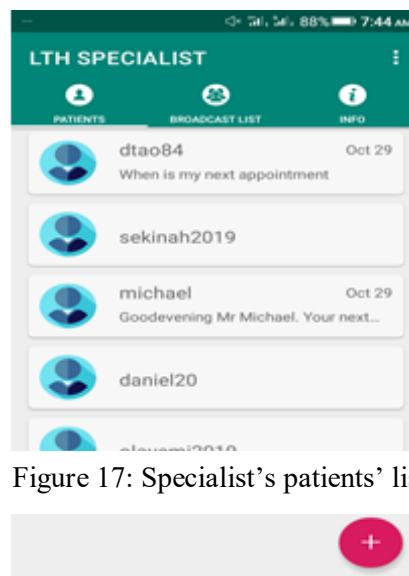 88% 7:44 AM
LTH SPECIALIST
PATIENTS BROADCAST LIST INFO
dtao84 Oct 29
When is my next appointment
sekinah2019
michael Oct 29
Goodevening Mr Michael. Your next...
daniel20
Figure 17: Specialist's patients'